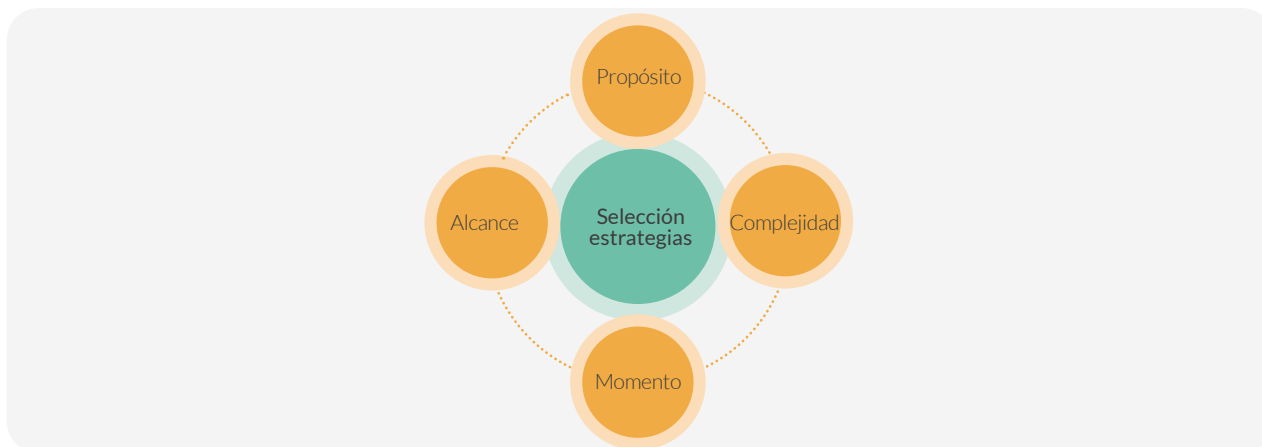 Propósito
Alcance
Selección
estrategias
Complejidad
Momento